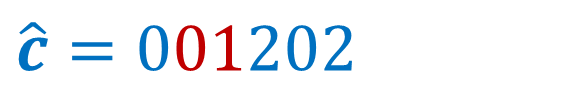 ĉ = 001202